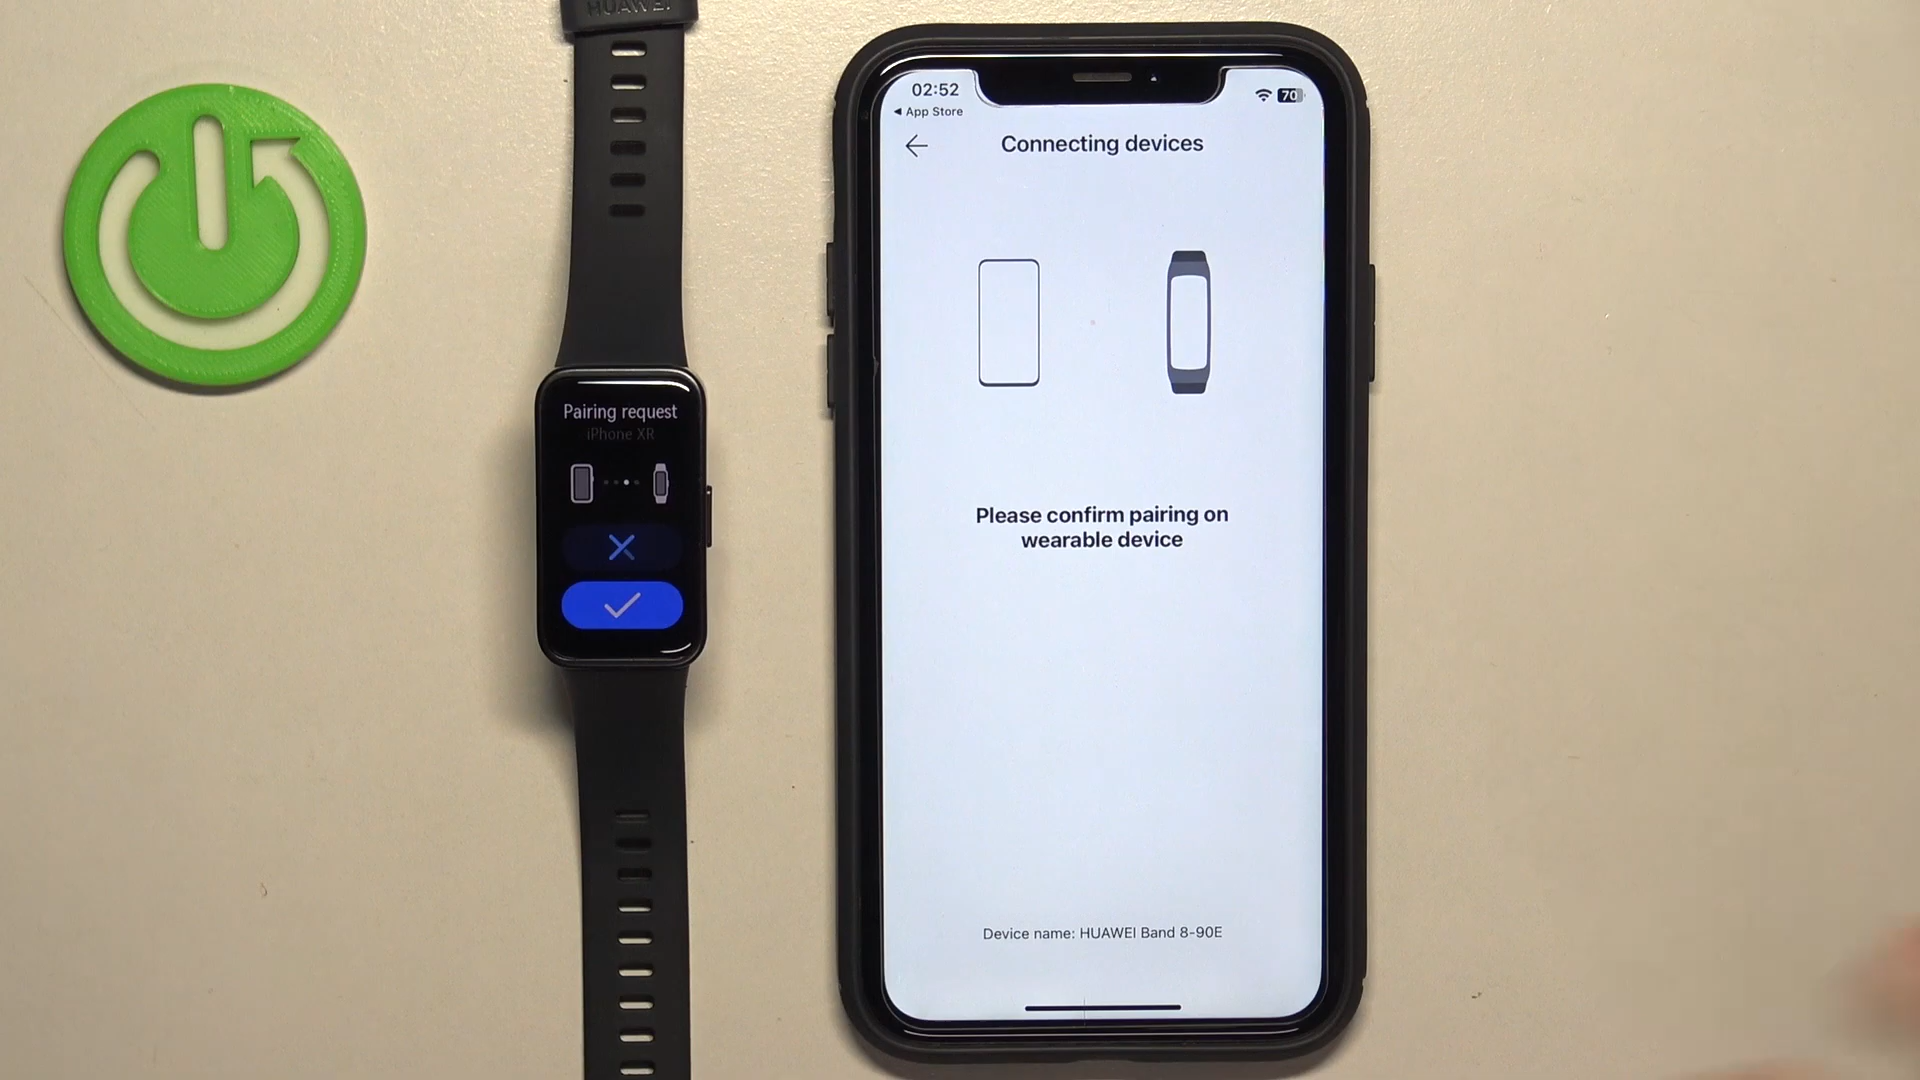 HUAWEI
Pairing request
iPhone XR
02:52
70
◀ App Store
Connecting devices
Please confirm pairing on
wearable device
Device name: HUAWEI Band 8-90E